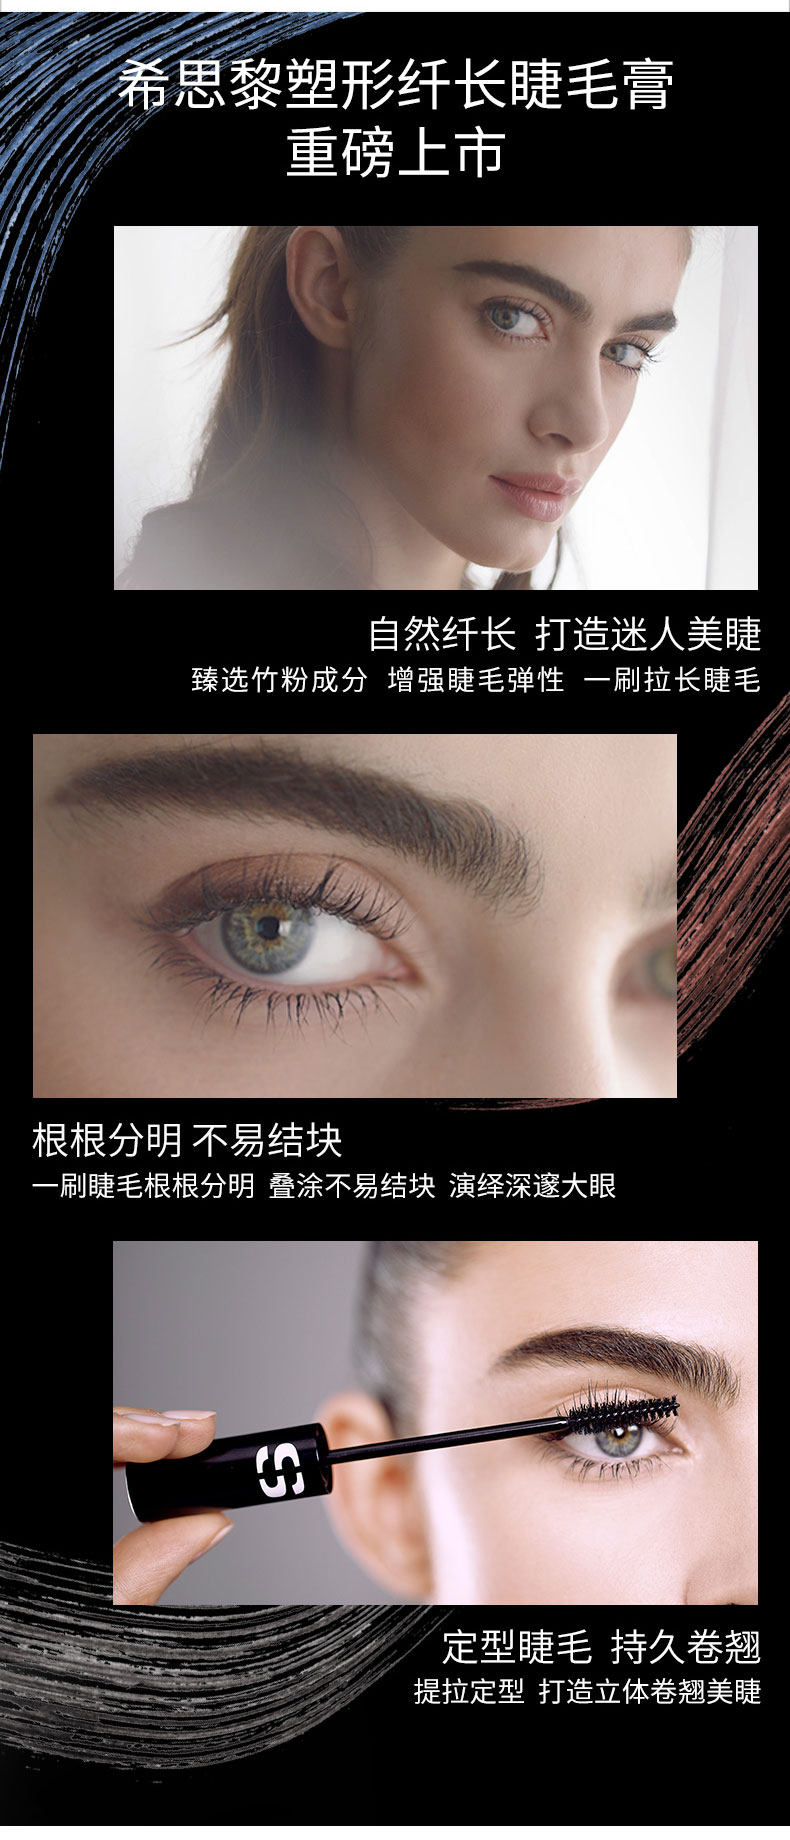 希思黎塑形纤长睫毛膏
重磅上市
自然纤长 打造迷人美睫
臻选竹粉成分 增强睫毛弹性 一刷拉长睫毛
根根分明 不易结块
一刷睫毛根根分明 叠涂不易结块 演绎深邃大眼
S
定型睫毛 持久卷翘
提拉定型 打造立体卷翘美睫